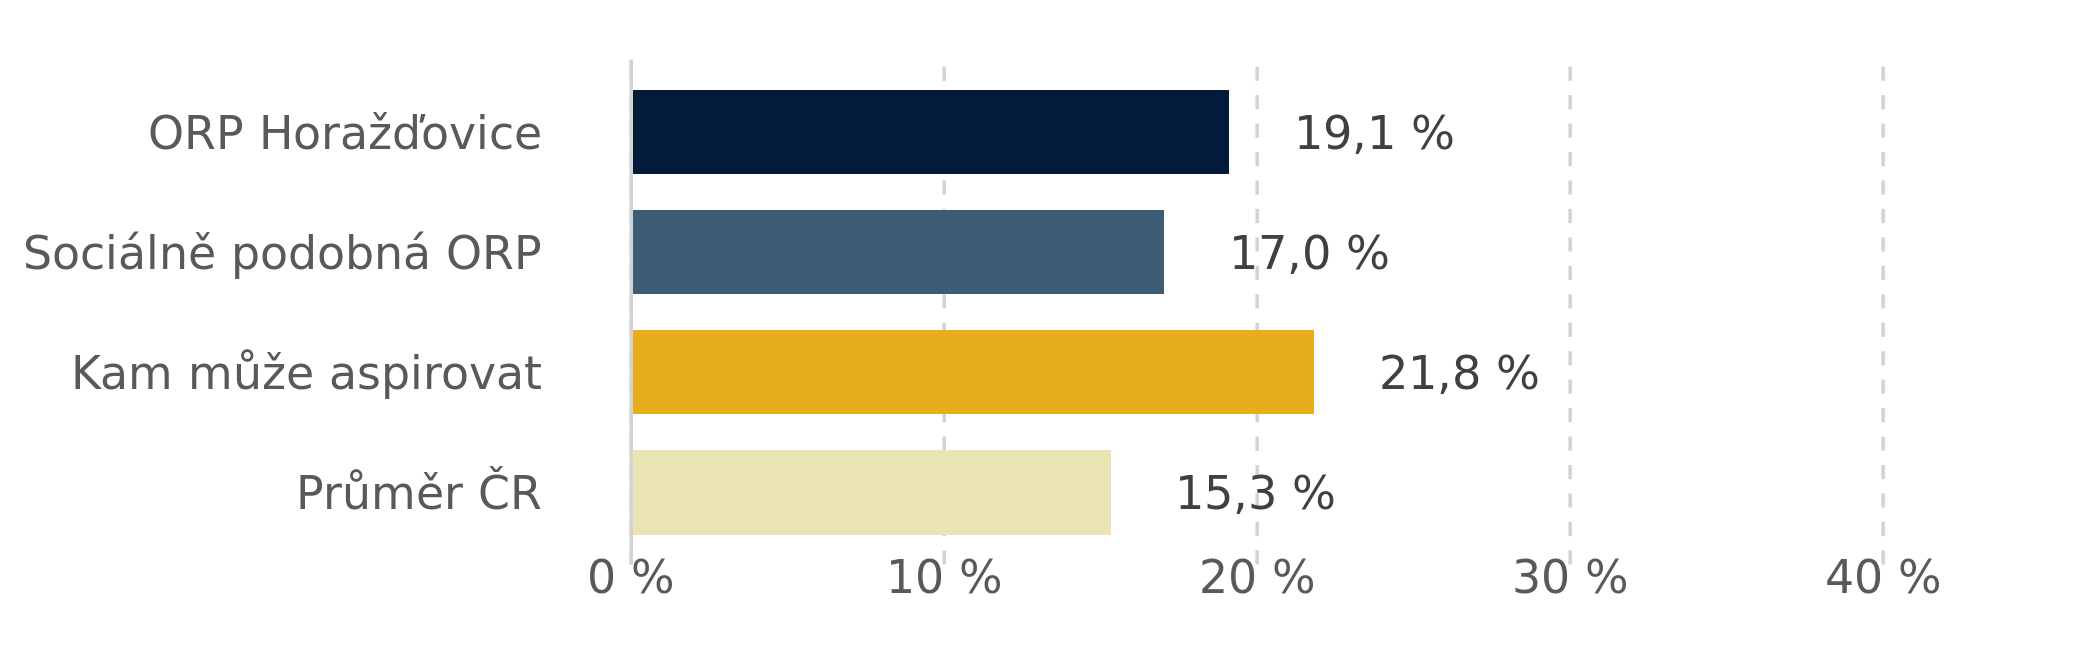 ORP Horažďovice 19,1 %
Sociálně podobná ORP 17,0 %
Kam může aspirovat 21,8 %
Průměr ČR 15,3 %
0 % 10 % 20 % 30 % 40 %